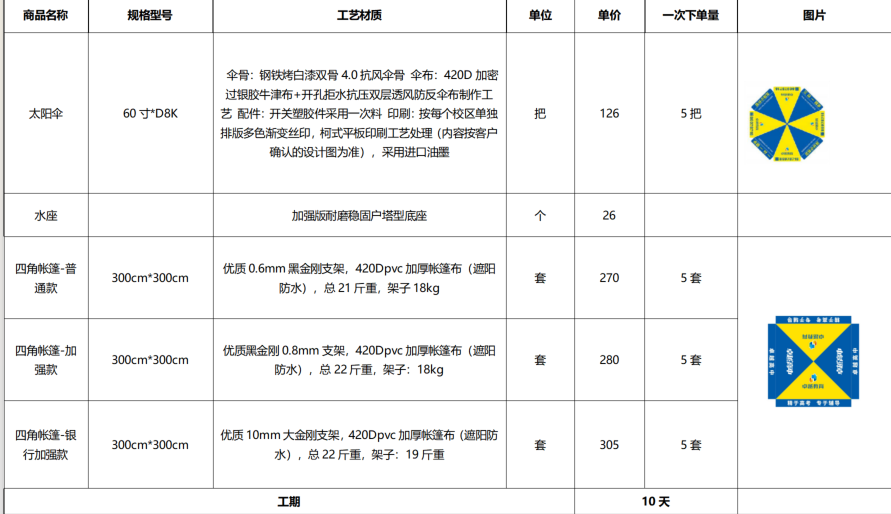 商品名称 规格型号 工艺材质 单位 单价 一次下单量 图片
太阳伞 60 寸*D8K
伞骨：钢铁烤白漆双骨 4.0 抗风伞骨 伞布：420D 加密
过银胶牛津布+开孔拒水抗压双层透风防反伞布制作工
艺 配件：开关塑胶件采用一次料 印刷：按每个校区单独
排版多色渐变丝印，柯式平板印刷工艺处理（内容按客户
确认的设计图为准），采用进口油墨
把 126 5 把
水座 加强版耐磨稳固户塔型底座 个 26
四角帐篷-普
通款
300cm*300cm
优质 0.6mm 黑金刚支架，420Dpvc 加厚帐篷布（遮阳
防水），总 21 斤重，架子 18kg
套 270 5 套
四角帐篷-加
强款
300cm*300cm
优质黑金刚 0.8mm 支架，420Dpvc 加厚帐篷布（遮阳
防水），总 22 斤重，架子：18kg
套 280 5 套
四角帐篷-银
行加强款
300cm*300cm
优质 10mm 大金刚支架，420Dpvc 加厚帐篷布（遮阳防
水），总 22 斤重，架子：19 斤重
套 305 5 套
卓越教育
精于高考 专于辅导
工期 10 天